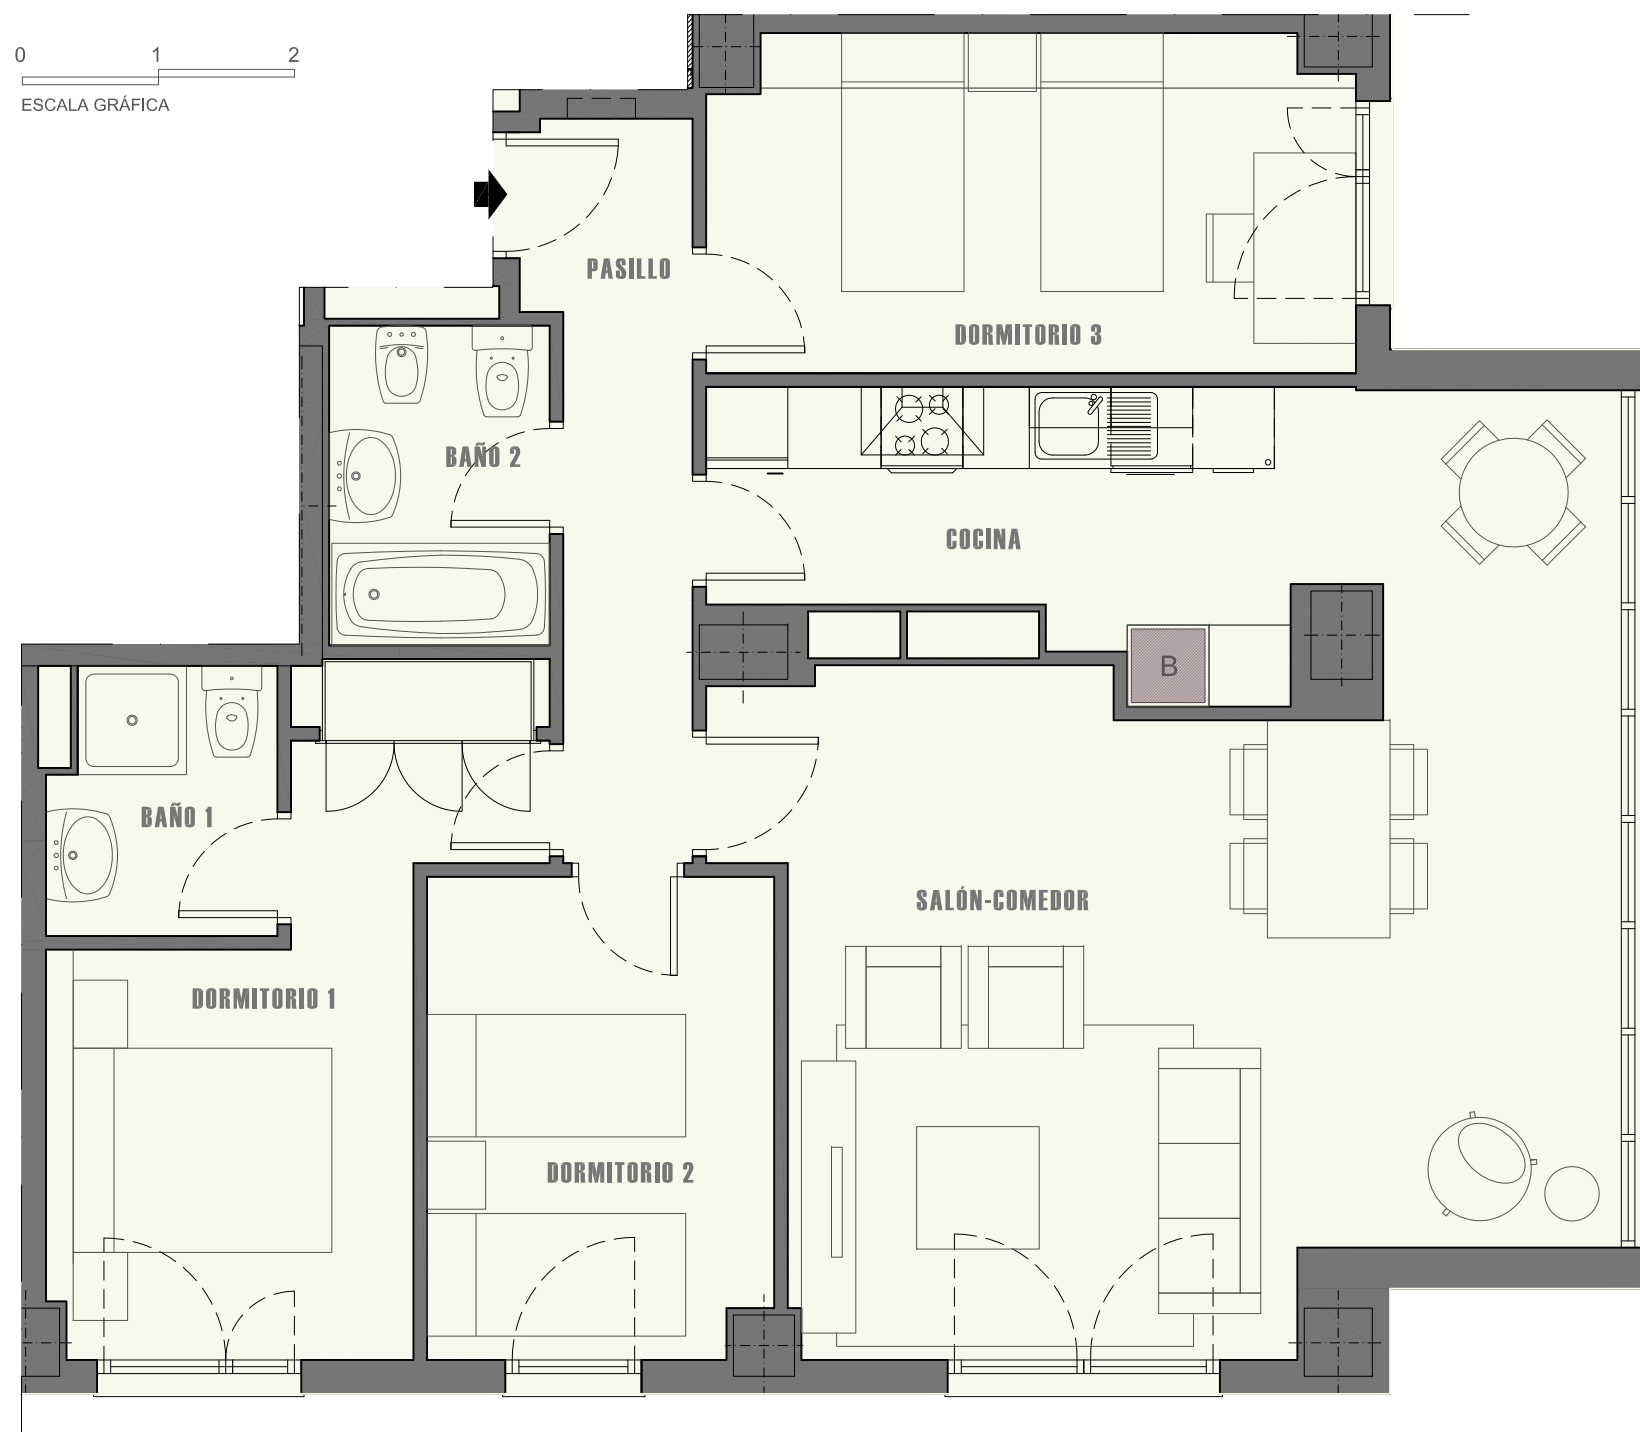 0 1 2
ESCALA GRÁFICA
PASILLO
DORMITORIO 3
BAÑO 2
COCINA
B
BAÑO 1
SALÓN-COMEDOR
DORMITORIO 1
DORMITORIO 2